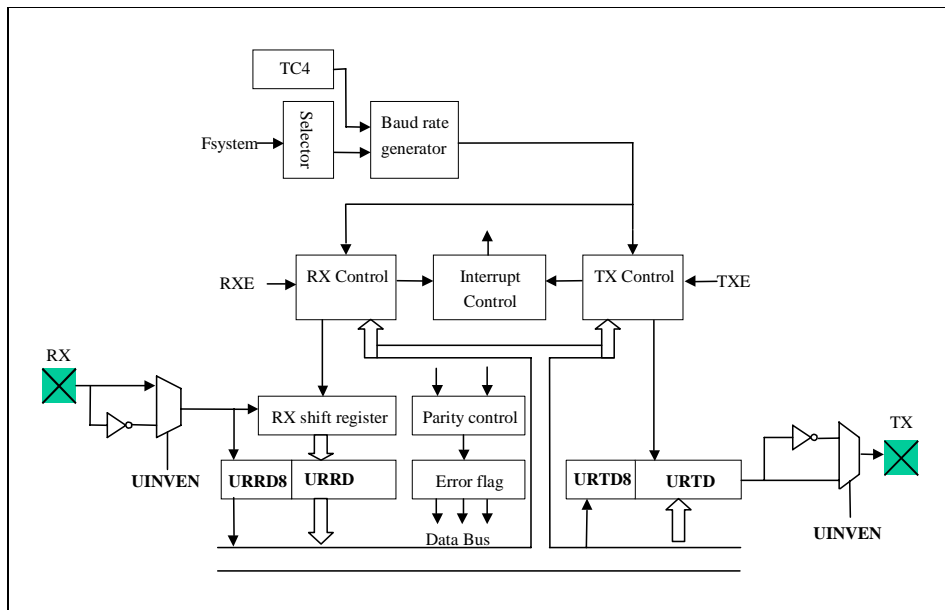 TC4
Fsystem
Selector
Baud rate
generator
RXE
RX Control
Interrupt
Control
TX Control
TXE
RX
UINVEN
RX shift register
Parity control
URRD8
URRD
Error flag
Data Bus
URTD8
URTD
TX
UINVEN